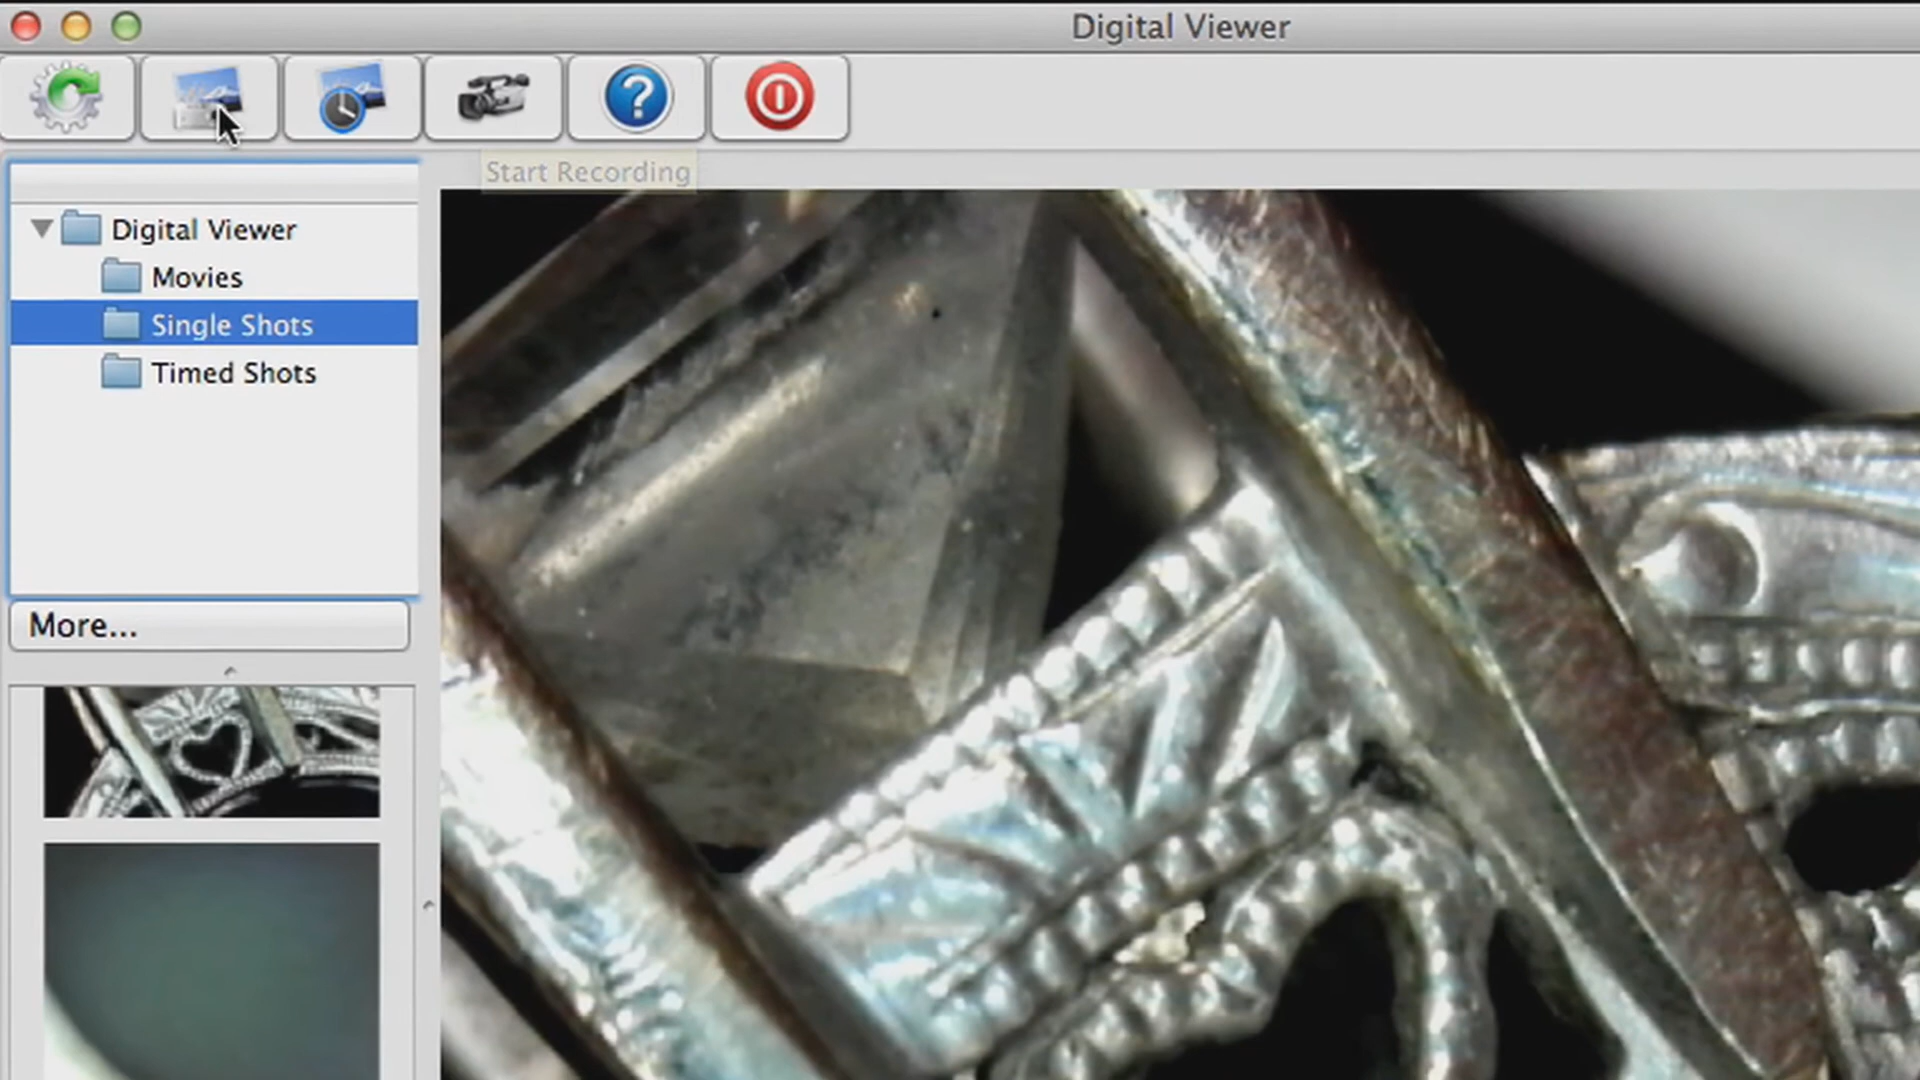 Digital Viewer
Start Recording
Digital Viewer
Movies
Single Shots
Timed Shots
More...